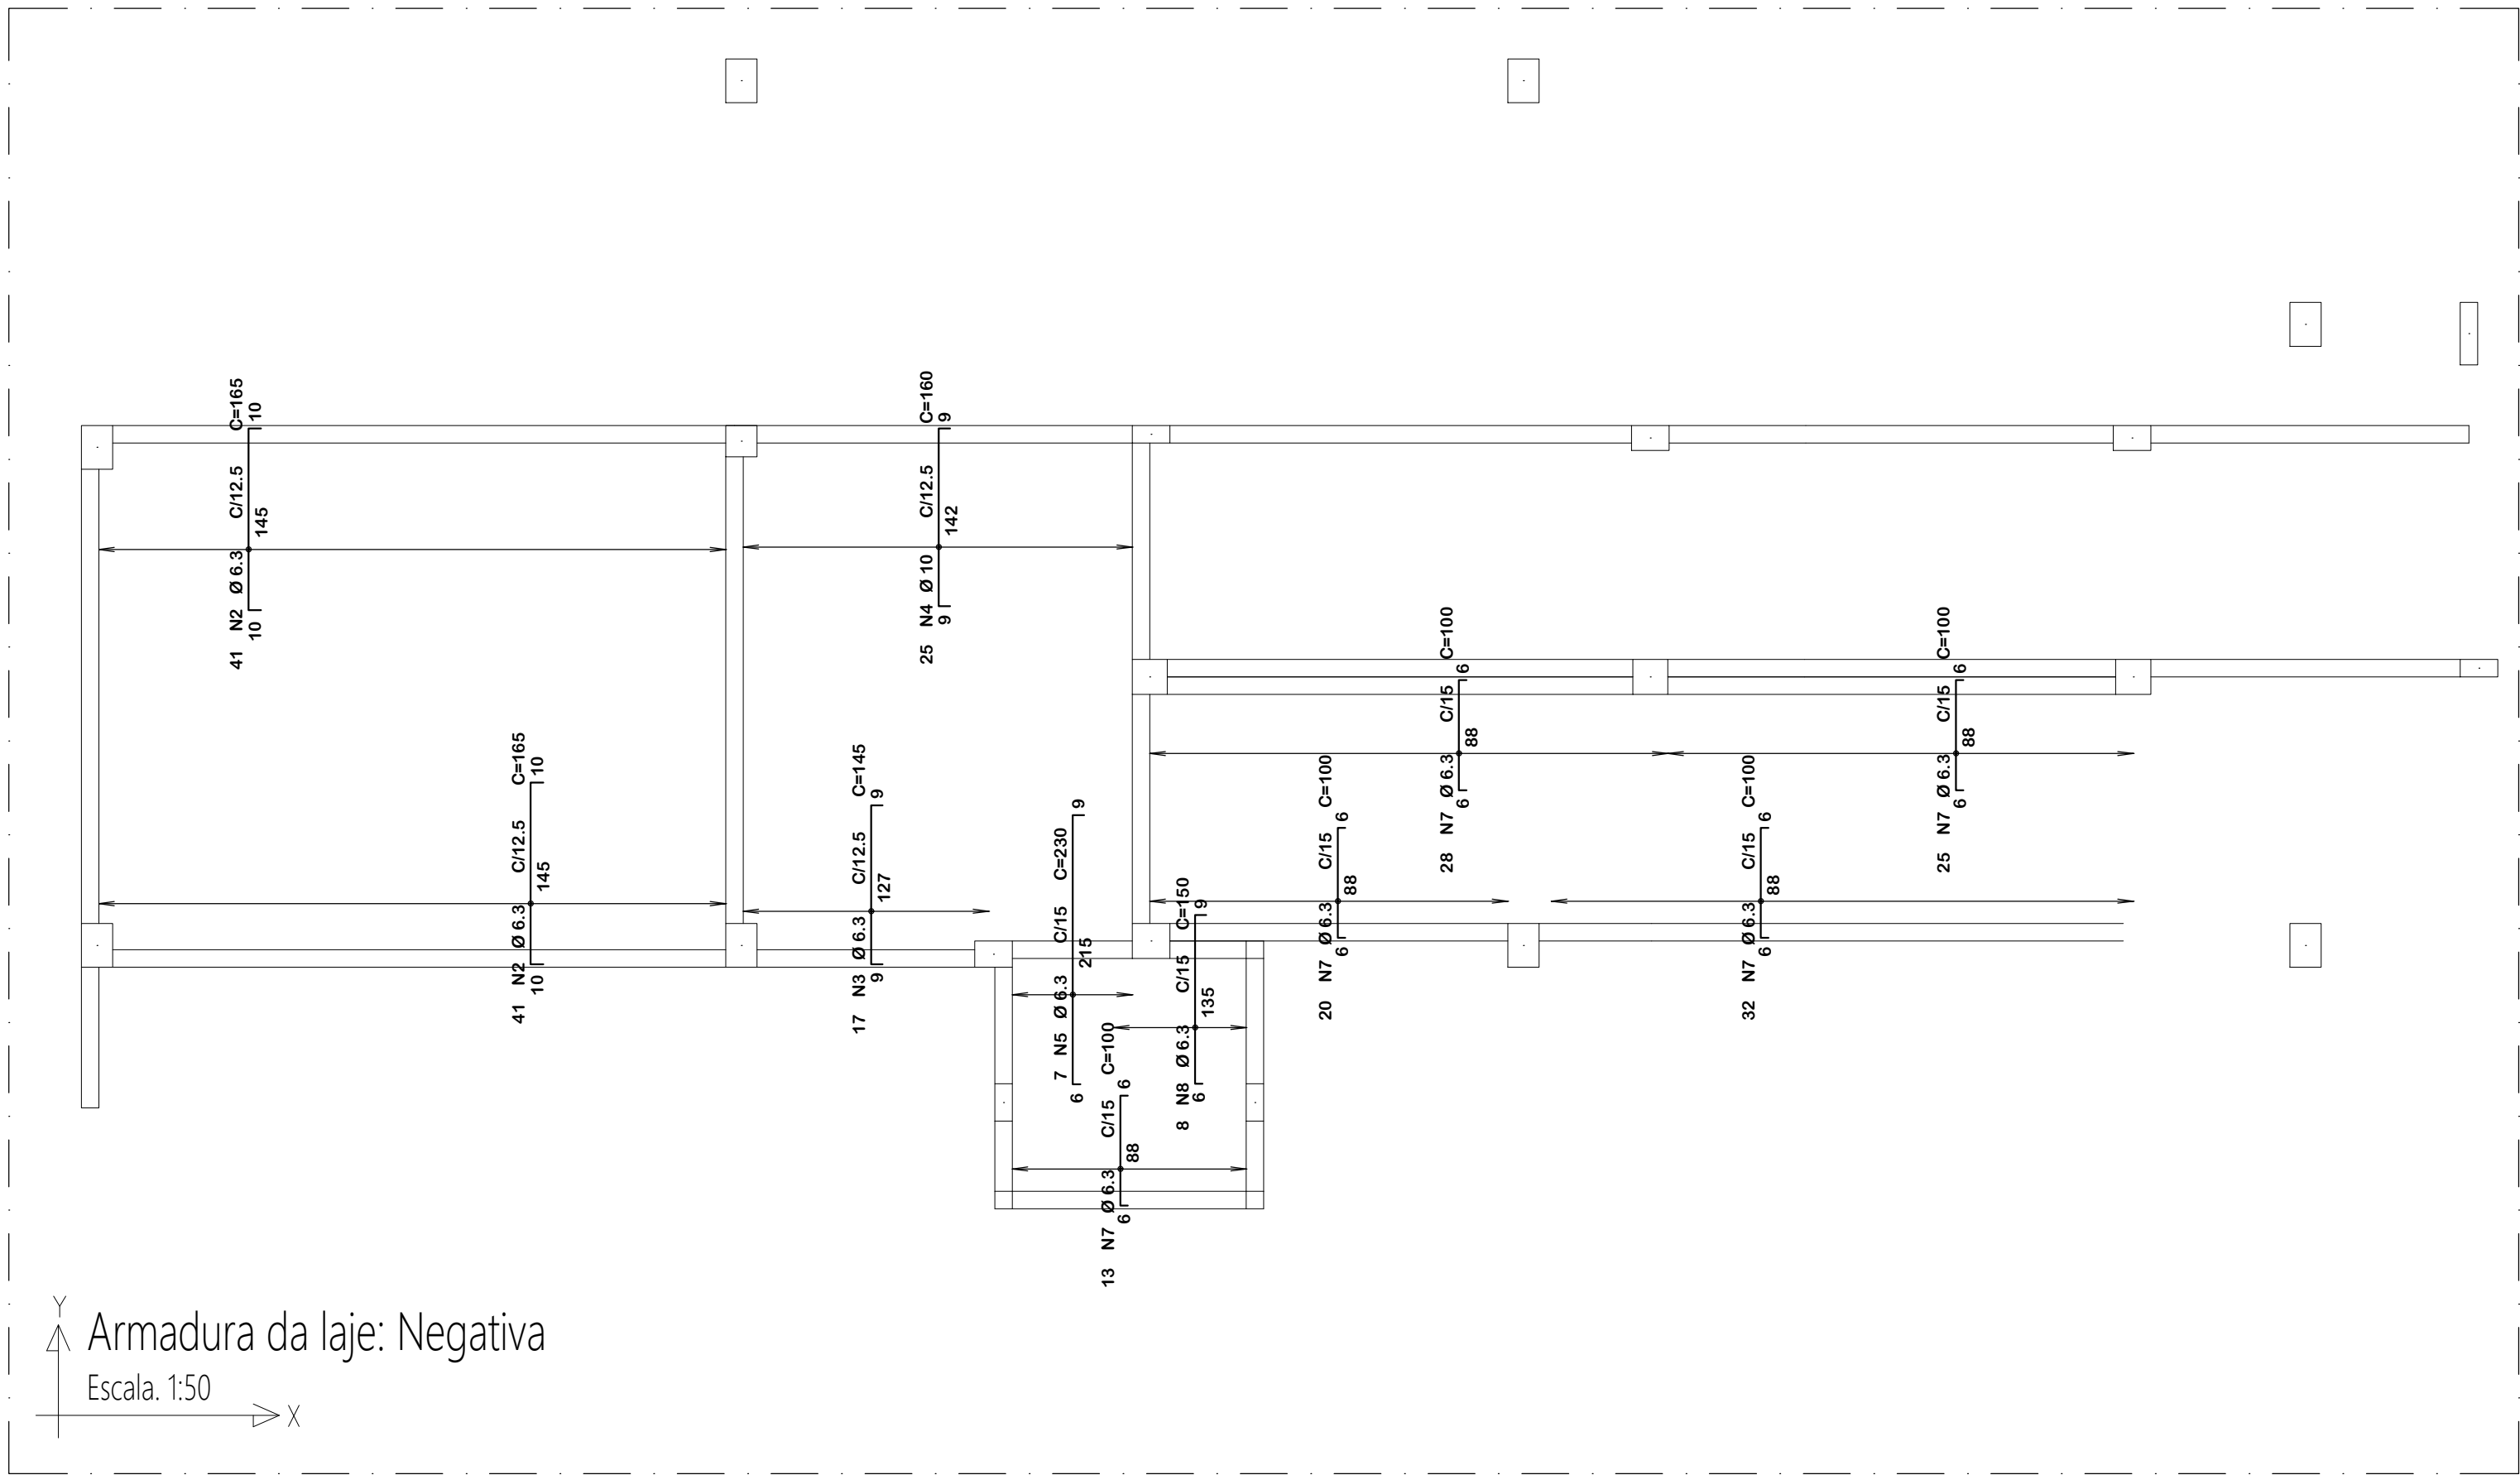 41 N2 Ø 6.3 C/12.5 C=165
10
145
10
25 N4 Ø 10 C/12.5 C=160
9
142
9
41 N2 Ø 6.3 C/12.5 C=165
10
145
10
17 N3 Ø 6.3 C/12.5 C=145
9
127
9
7 N5 Ø 6.3 C/15 C=230
6
215
9
13 N7 Ø 6.3 C/15 C=100
6
88
6
8 N8 Ø 6.3 C/15 C=150
6
135
9
20 N7 Ø 6.3 C/15 C=100
6
88
6
28 N7 Ø 6.3 C/15 C=100
6
88
6
32 N7 Ø 6.3 C/15 C=100
6
88
6
25 N7 Ø 6.3 C/15 C=100
6
88
6
Y
Armadura da laje: Negativa
Escala. 1:50
X